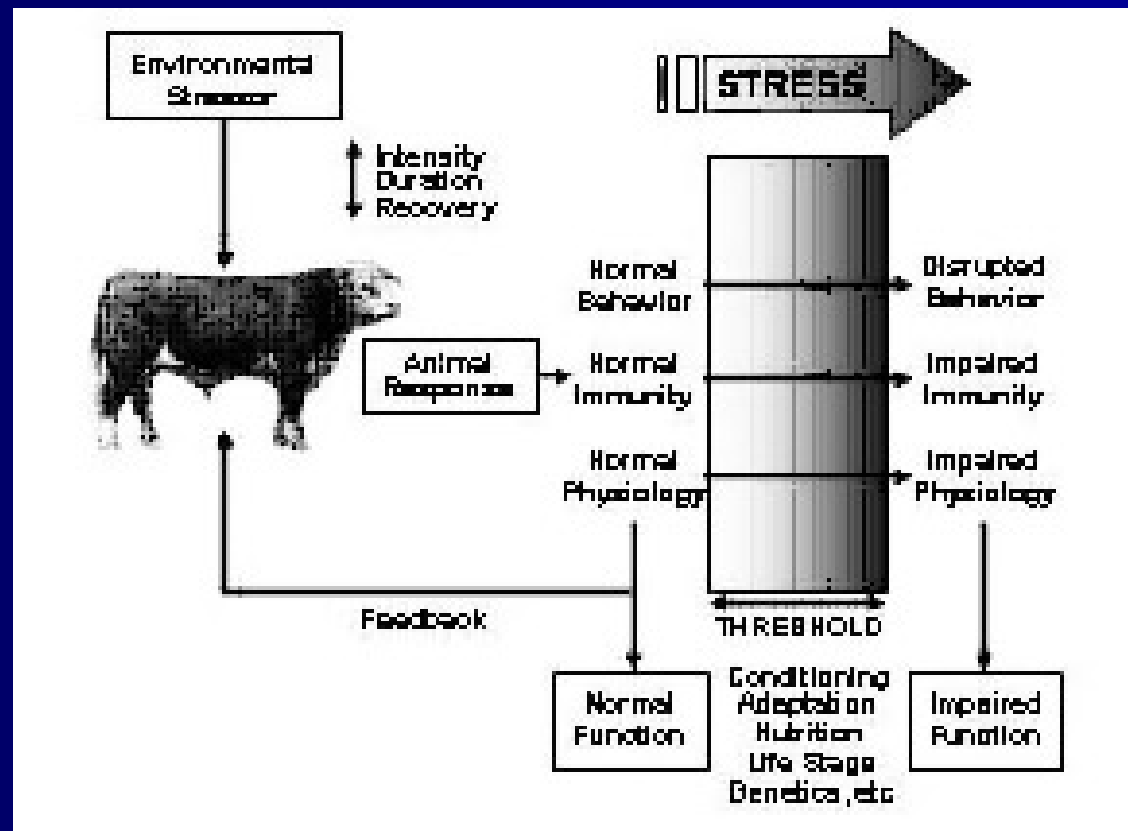 Environmental
Stressor
STRESS
Intensity
Duration
Recovery
Normal
Behavior
Disrupted
Behavior
Animal
Responses
Normal
Immunity
Impaired
Immunity
Normal
Physiology
Impaired
Physiology
Feedback
THRESHOLD
Normal
Function
Conditioning
Adaptation
Nutrition
Life Stage
Genetics, etc
Impaired
Function